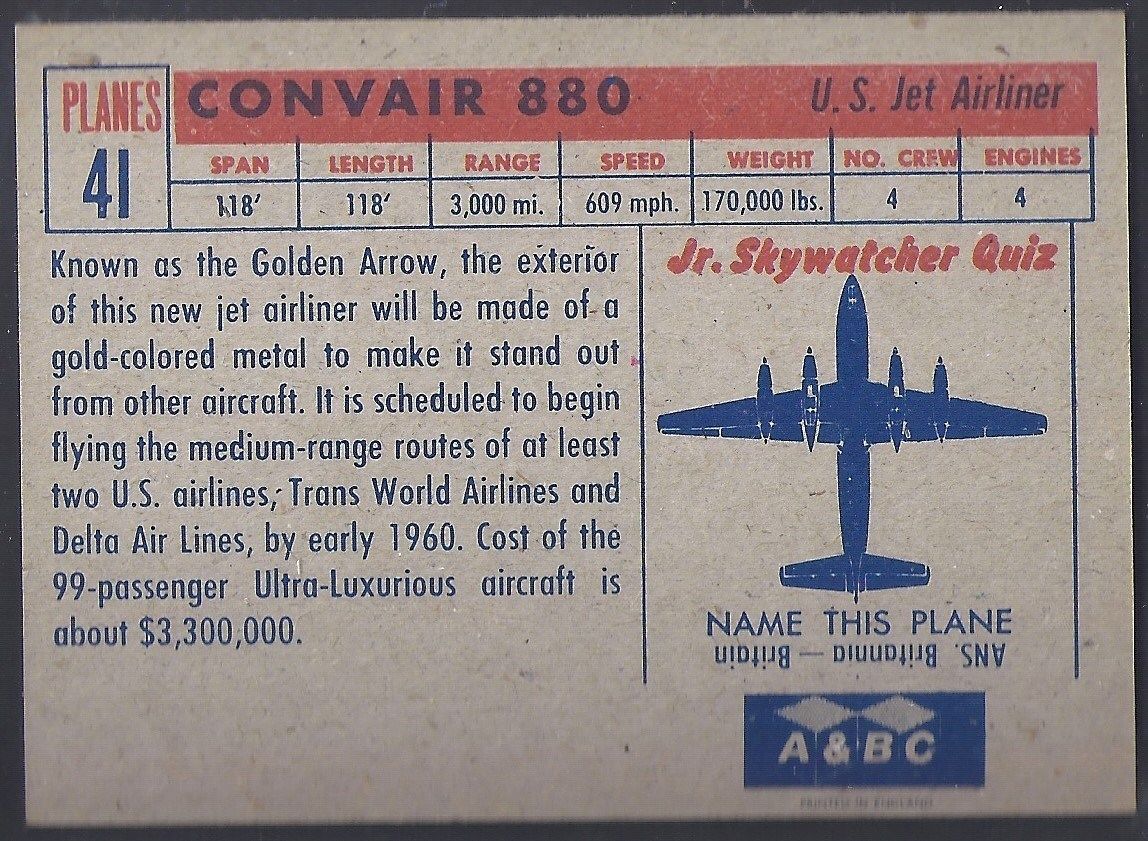 PLANES
41
CONVAIR 880
U. S. Jet Airliner
SPAN LENGTH RANGE SPEED WEIGHT NO. CREW ENGINES
118′ 118′ 3,000 mi. 609 mph. 170,000 lbs. 4 4
Known as the Golden Arrow, the exterior
of this new jet airliner will be made of a
gold-colored metal to make it stand out
from other aircraft. It is scheduled to begin
flying the medium-range routes of at least
two U.S. airlines, Trans World Airlines and
Delta Air Lines, by early 1960. Cost of the
99-passenger Ultra-Luxurious aircraft is
about $3,300,000.
Jr. Skywatcher Quiz
NAME THIS PLANE
ANS. Britannia — Britain
A & B C
PRINTED IN ENGLAND